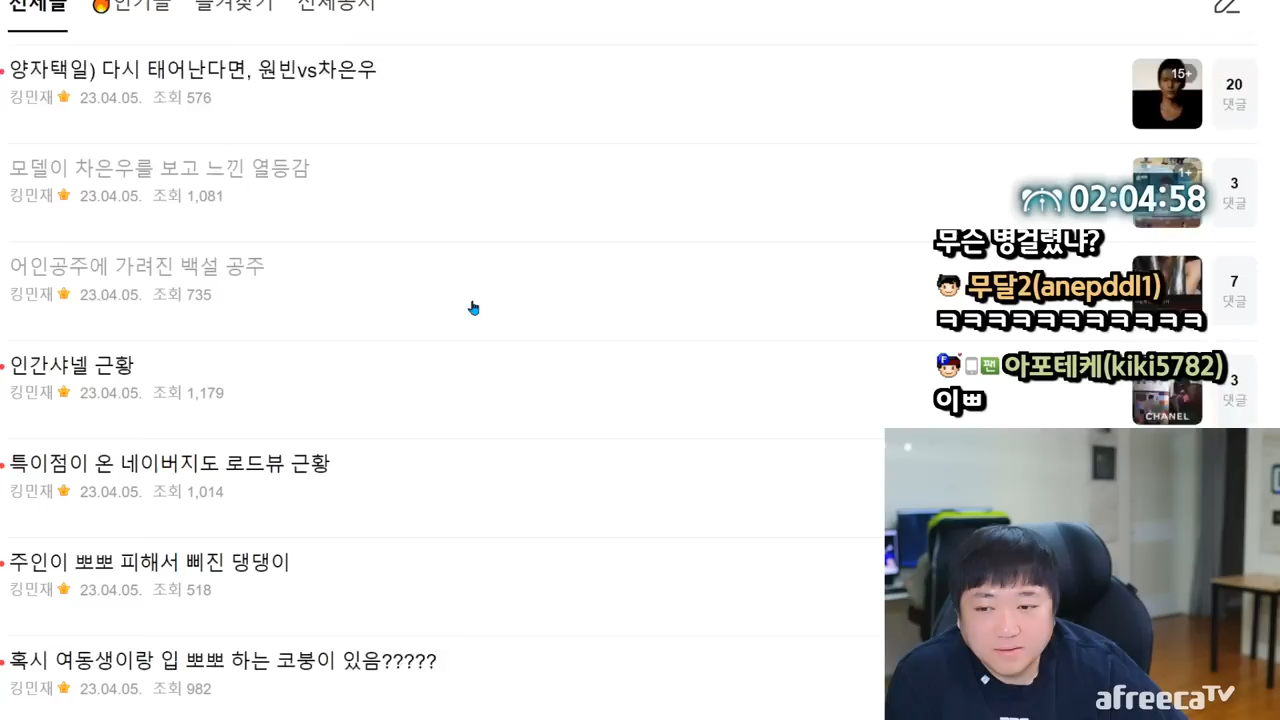 전체글
인기글
즐겨찾기
전체공지
양자택일) 다시 태어난다면, 원빈vs차은우
킹민재 23.04.05. 조회 576
15+
20
댓글
모델이 차은우를 보고 느낀 열등감
킹민재 23.04.05. 조회 1,081
1+
3
댓글
02:04:58
무슨 병걸렸냐?
어인공주에 가려진 백설 공주
킹민재 23.04.05. 조회 735
7
댓글
무달2(anepddl1)
ㅋㅋㅋㅋㅋㅋㅋㅋㅋㅋㅋ
인간샤넬 근황
킹민재 23.04.05. 조회 1,179
CHANEL
3
댓글
팬 아포테케(kiki5782)
이쁘
특이점이 온 네이버지도 로드뷰 근황
킹민재 23.04.05. 조회 1,014
주인이 뽀뽀 피해서 삐진 댕댕이
킹민재 23.04.05. 조회 518
혹시 여동생이랑 입 뽀뽀 하는 코붕이 있음?????
킹민재 23.04.05. 조회 982
afreecaTV